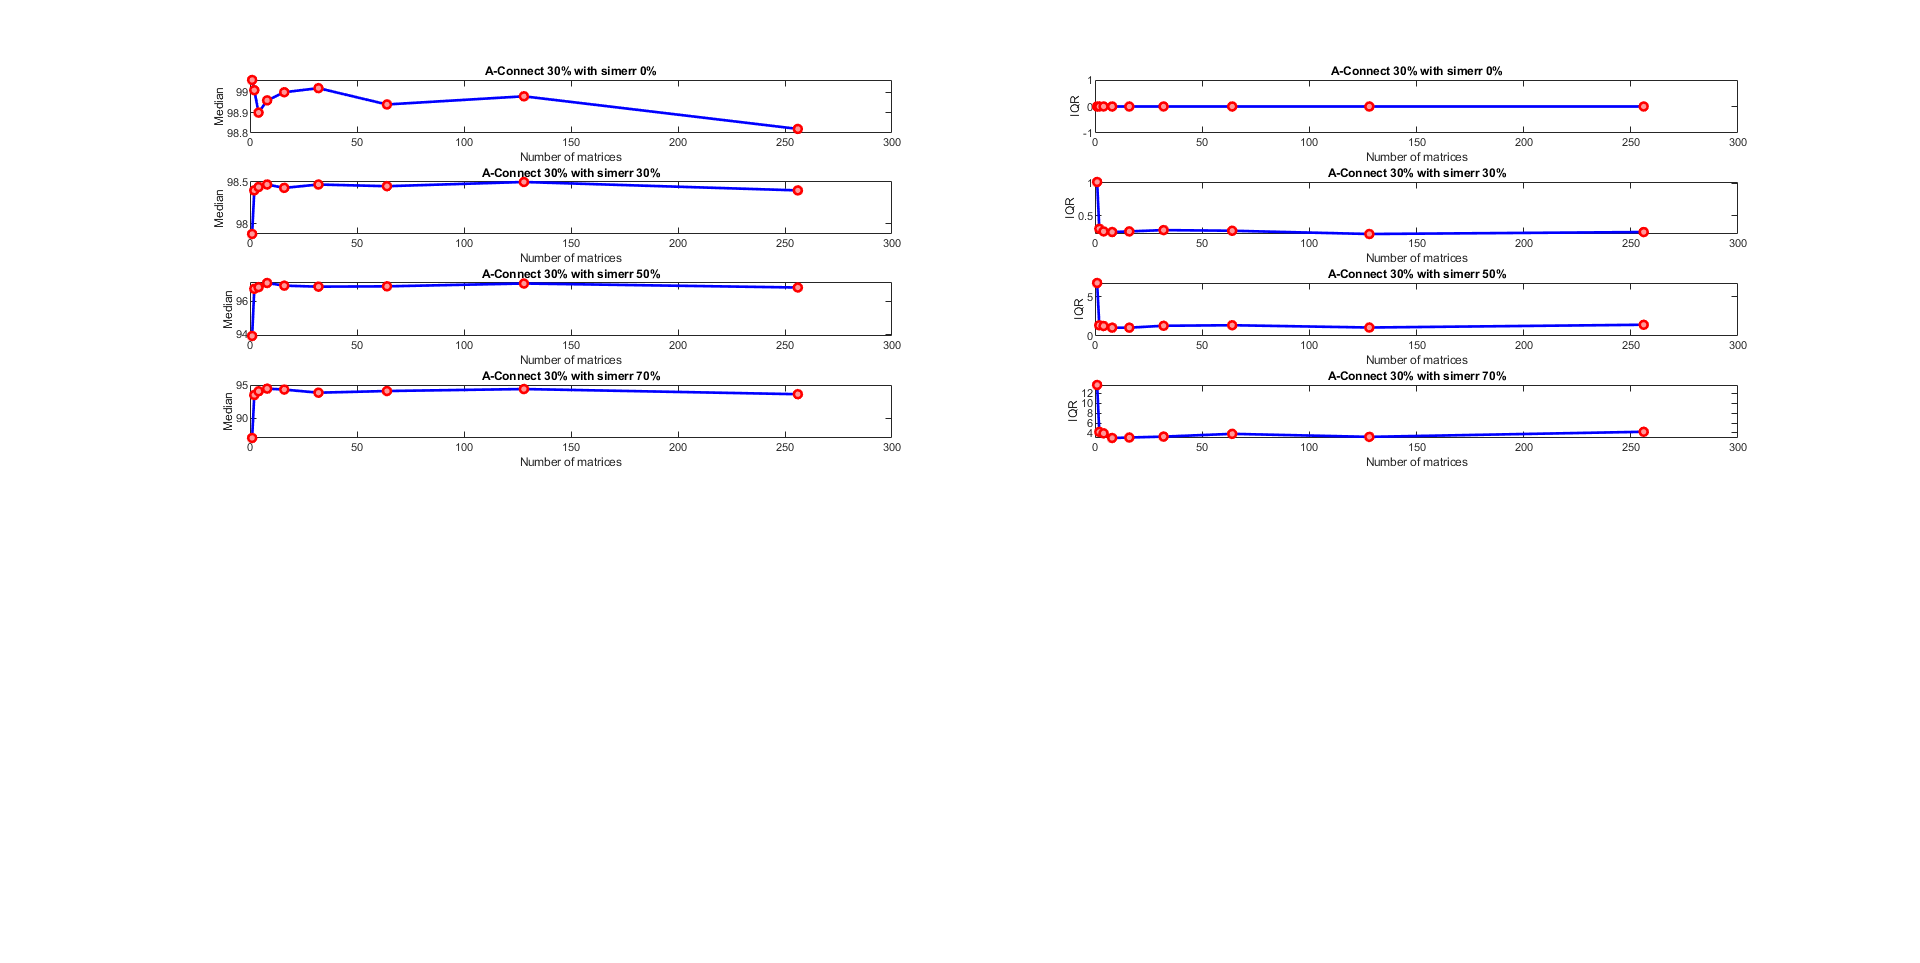 A-Connect 30% with simerr 0%
Median
99
98.9
98.8
0 50 100 150 200 250 300
Number of matrices
A-Connect 30% with simerr 30%
Median
98.5
98
0 50 100 150 200 250 300
Number of matrices
A-Connect 30% with simerr 50%
Median
96
94
0 50 100 150 200 250 300
Number of matrices
A-Connect 30% with simerr 70%
Median
95
90
0 50 100 150 200 250 300
Number of matrices
A-Connect 30% with simerr 0%
IQR
1
0
-1
0 50 100 150 200 250 300
Number of matrices
A-Connect 30% with simerr 30%
IQR
1
0.5
0 50 100 150 200 250 300
Number of matrices
A-Connect 30% with simerr 50%
IQR
5
0
0 50 100 150 200 250 300
Number of matrices
A-Connect 30% with simerr 70%
IQR
12
10
8
6
4
0 50 100 150 200 250 300
Number of matrices